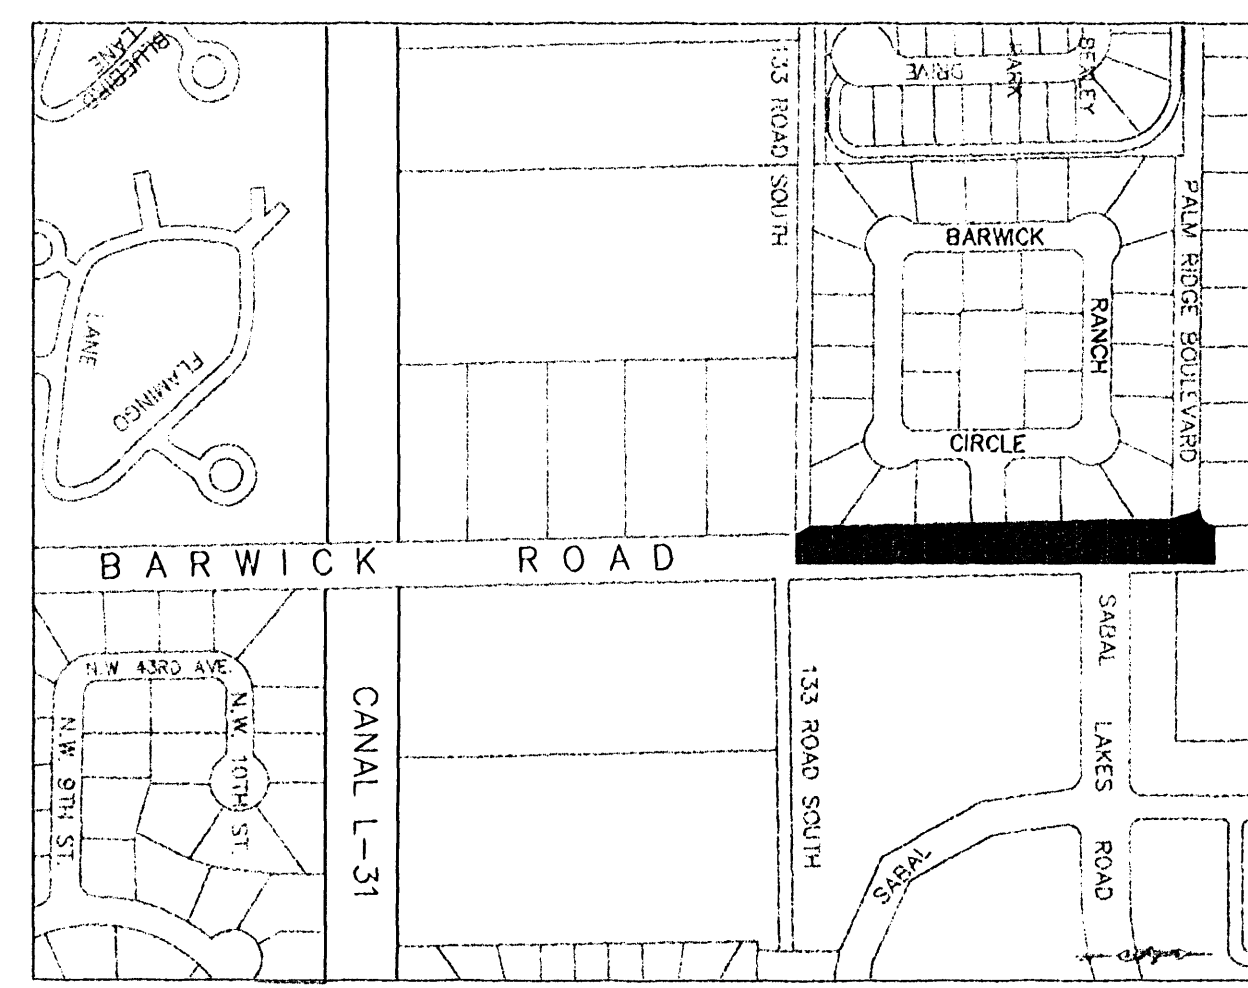 BLUEBIRD
LANE
133 ROAD SOUTH
DRIVE
PARK
BEXLEY
LANE
FLAMINGO
BARWICK
RANCH
CIRCLE
PALM RIDGE BOULEVARD
BARWICK ROAD
N.W. 43RD AVE.
N.W. 10TH ST.
N.W. 9TH ST.
CANAL L-31
133 ROAD SOUTH
SABAL LAKES ROAD
SABAL